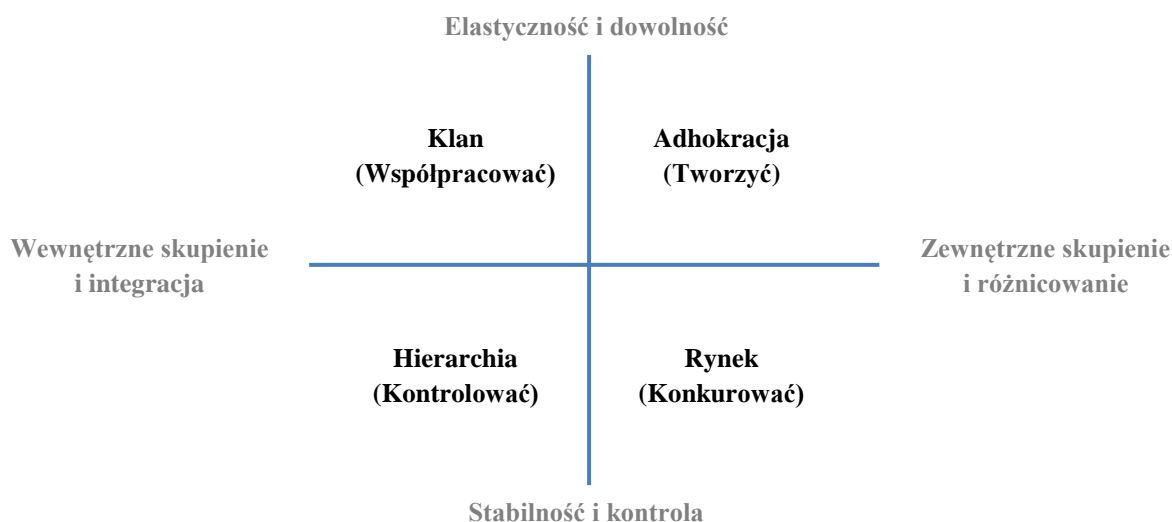 Elastyczność i dowolność
Klan
(Współpracować)
Adhokracja
(Tworzyć)
Wewnętrzne skupienie
i integracja
Zewnętrzne skupienie
i różnicowanie
Hierarchia
(Kontrolować)
Rynek
(Konkurować)
Stabilność i kontrola